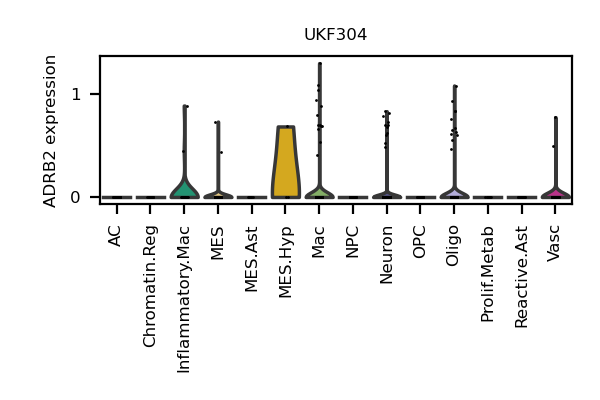 UKF304
ADRB2 expression
1
0
AC
Chromatin.Reg
Inflammatory.Mac
MES
MES.Ast
MES.Hyp
Mac
NPC
Neuron
OPC
Oligo
Prolif.Metab
Reactive.Ast
Vasc